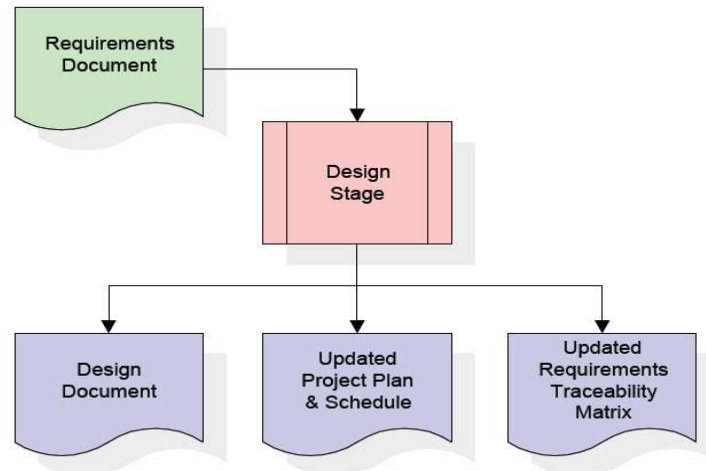 Requirements
Document
Design
Stage
Design
Document
Updated
Project Plan
& Schedule
Updated
Requirements
Traceability
Matrix